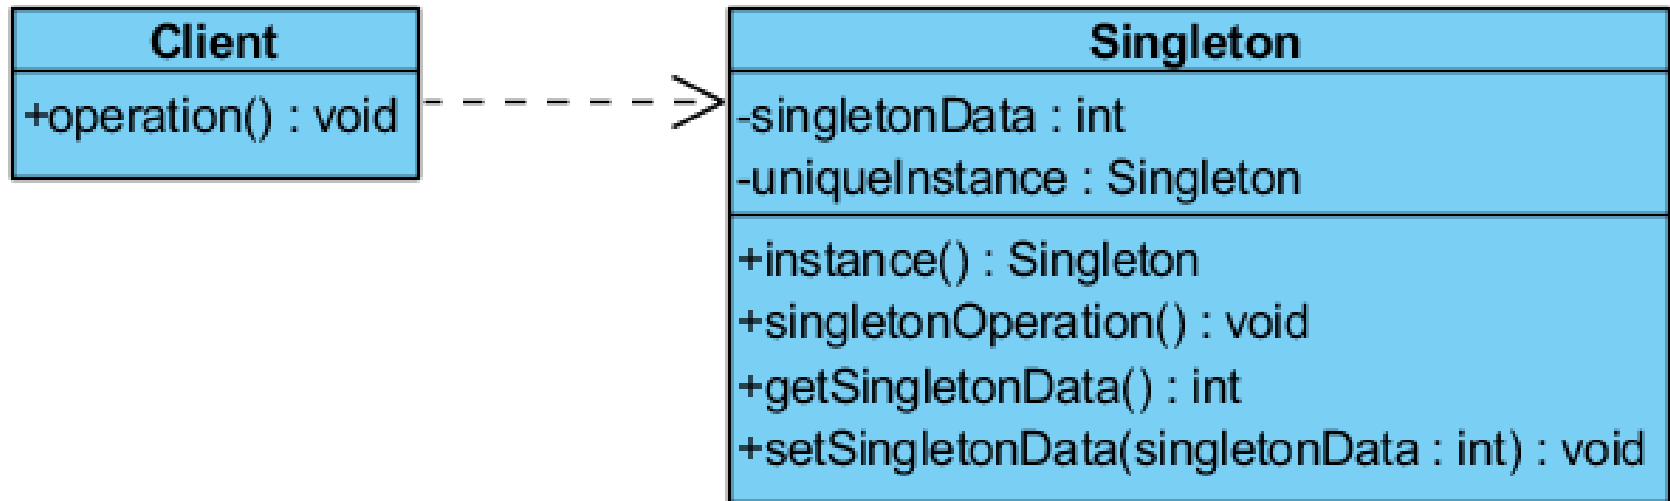 Client
+operation() : void
Singleton
-singletonData : int
-uniqueInstance : Singleton
+instance() : Singleton
+singletonOperation() : void
+getSingletonData() : int
+setSingletonData(singletonData : int) : void